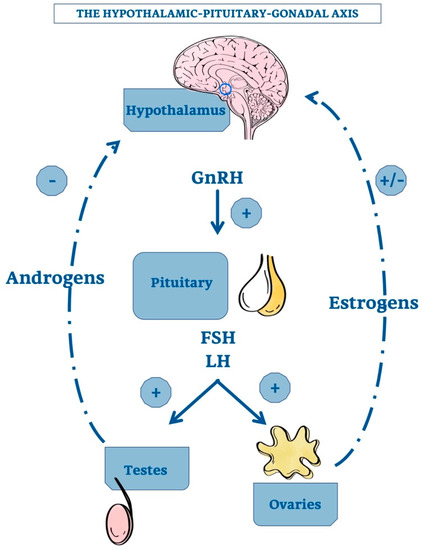 THE HYPOTHALAMIC-PITUITARY-GONADAL AXIS
Hypothalamus
GnRH
-
+/-
+
Androgens
Pituitary
Estrogens
FSH
LH
+
+
Testes
Ovaries